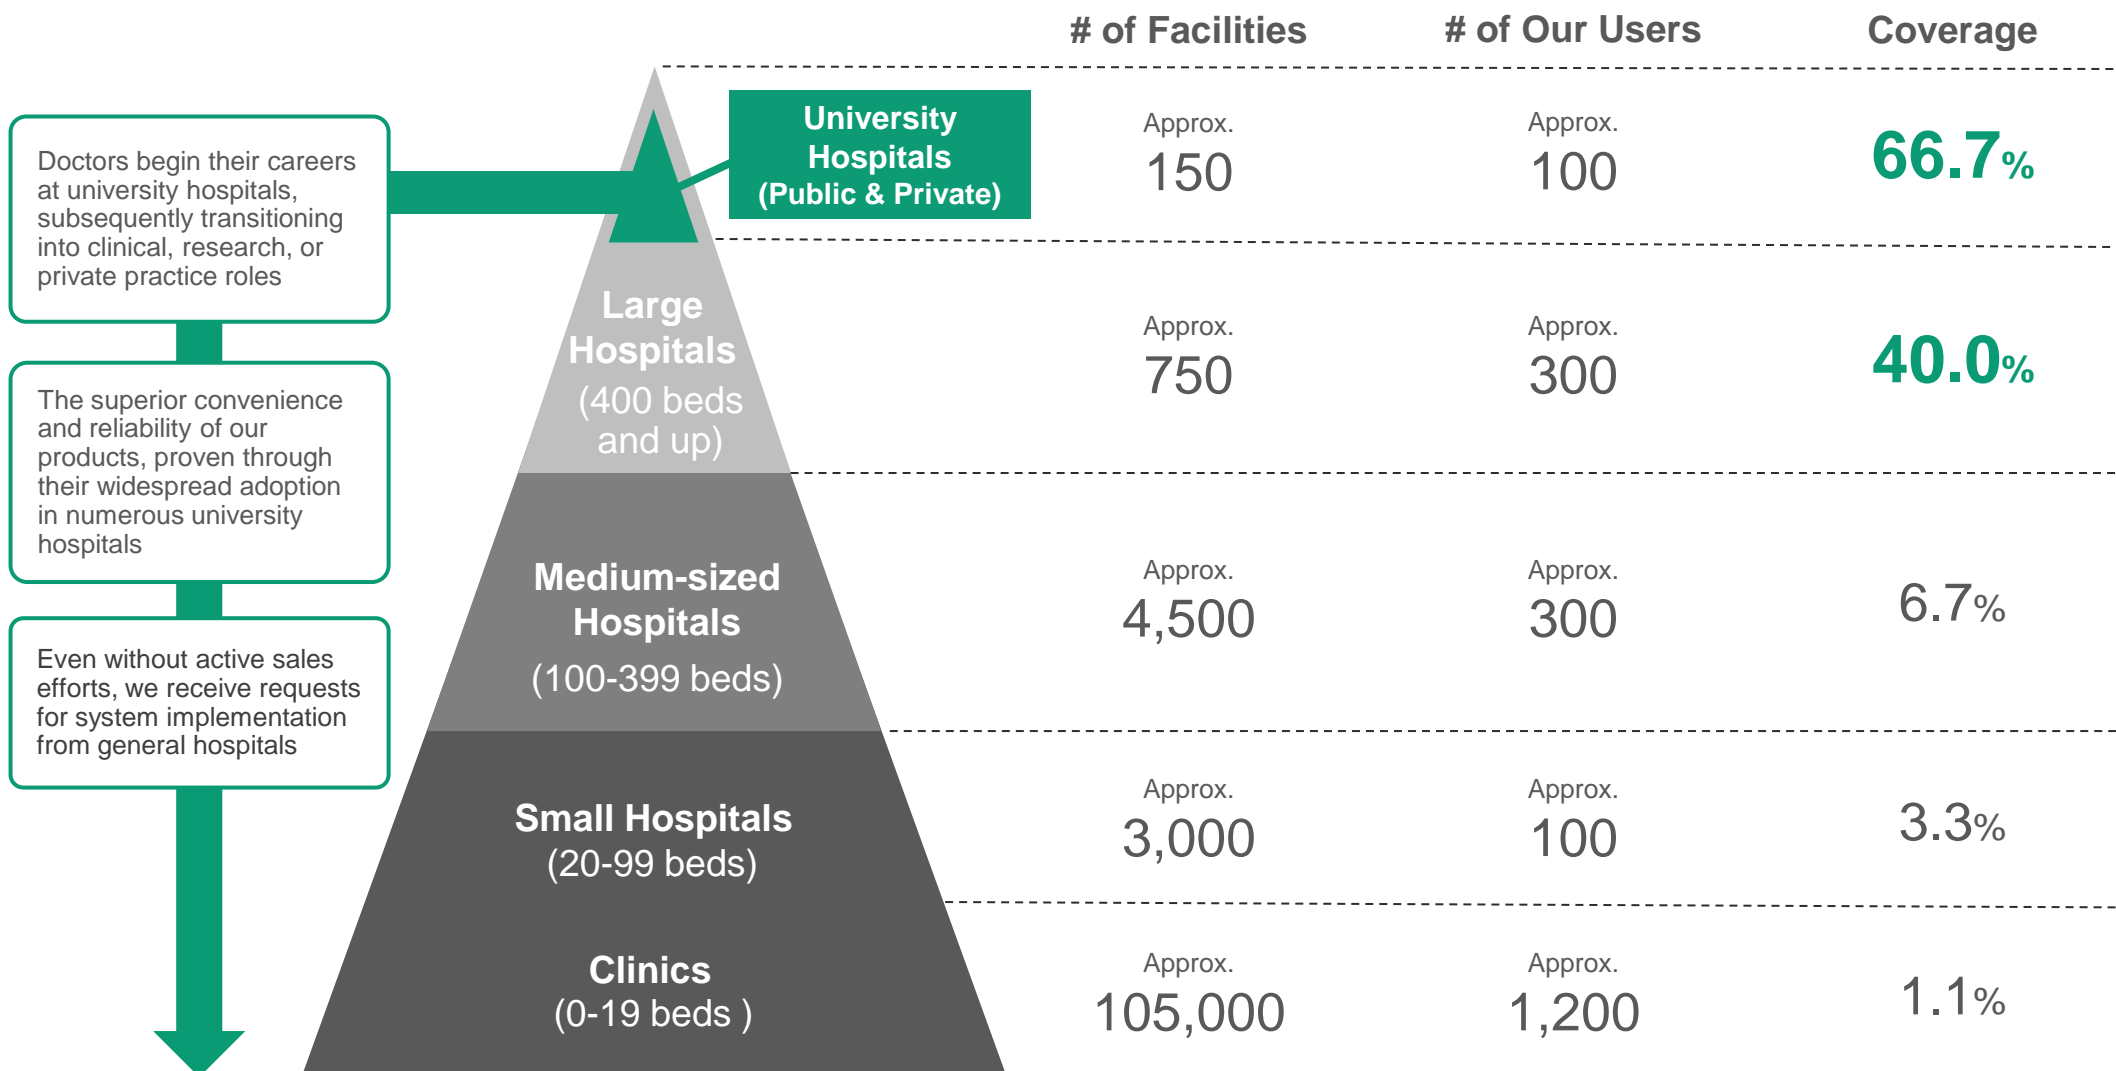 # of Facilities
# of Our Users
Coverage
Doctors begin their careers
at university hospitals,
subsequently transitioning
into clinical, research, or
private practice roles
The superior convenience
and reliability of our
products, proven through
their widespread adoption
in numerous university
hospitals
Even without active sales
efforts, we receive requests
for system implementation
from general hospitals
University
Hospitals
(Public & Private)
Approx.
150
Approx.
100
66.7%
Large
Hospitals
(400 beds
and up)
Approx.
750
Approx.
300
40.0%
Medium-sized
Hospitals
(100-399 beds)
Approx.
4,500
Approx.
300
6.7%
Small Hospitals
(20-99 beds)
Approx.
3,000
Approx.
100
3.3%
Clinics
(0-19 beds )
Approx.
105,000
Approx.
1,200
1.1%